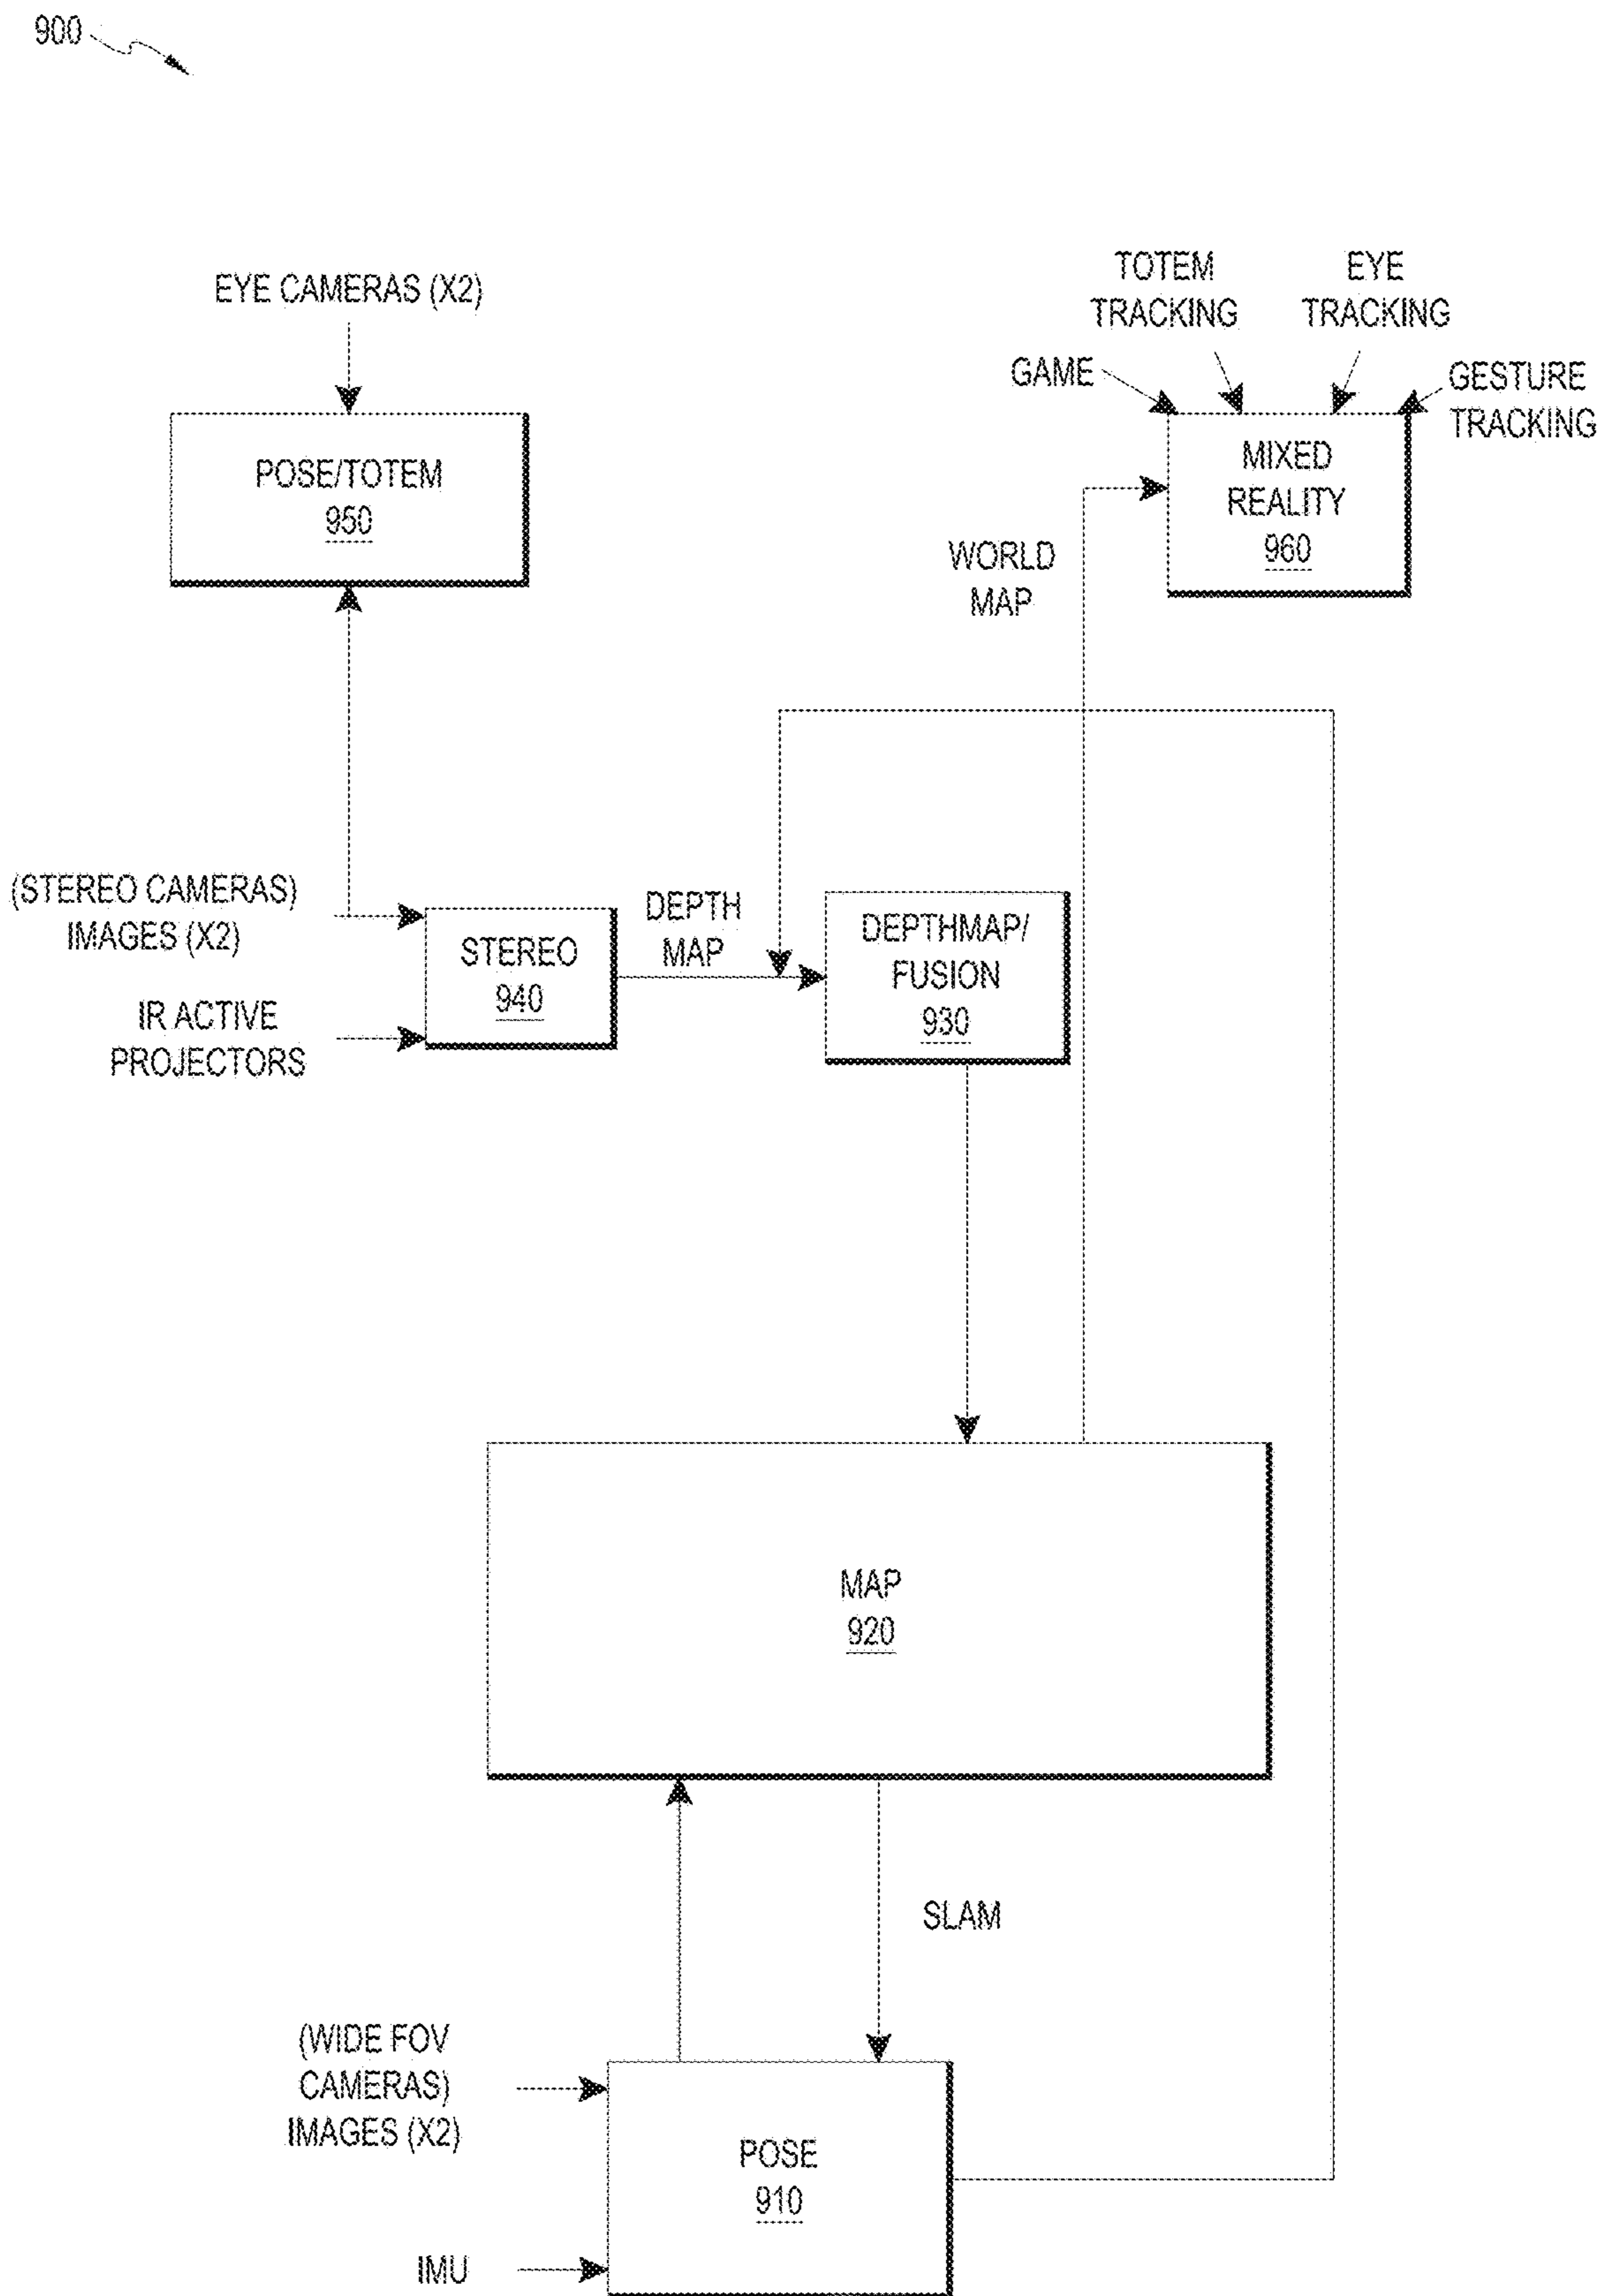 900
EYE CAMERAS (X2)
POSE/TOTEM
950
TOTEM
TRACKING
EYE
TRACKING
GAME
GESTURE
TRACKING
MIXED
REALITY
960
WORLD
MAP
(STEREO CAMERAS)
IMAGES (X2)
IR ACTIVE
PROJECTORS
STEREO
940
DEPTH
MAP
DEPTHMAP/
FUSION
930
MAP
920
SLAM
(WIDE FOV
CAMERAS)
IMAGES (X2)
POSE
910
IMU